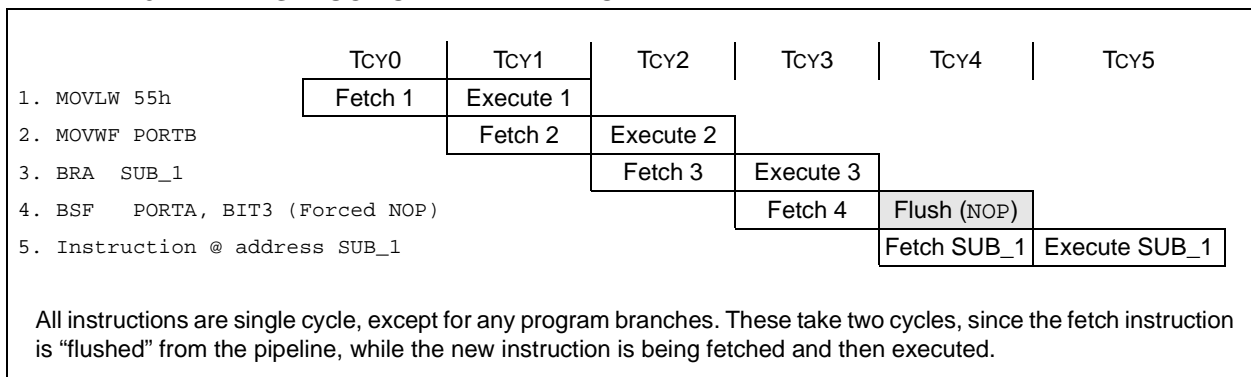 TCY0 TCY1 TCY2 TCY3 TCY4 TCY5
1. MOVLW 55h Fetch 1 Execute 1
2. MOVWF PORTB Fetch 2 Execute 2
3. BRA SUB_1 Fetch 3 Execute 3
4. BSF PORTA, BIT3 (Forced NOP) Fetch 4 Flush (NOP)
5. Instruction @ address SUB_1 Fetch SUB_1 Execute SUB_1
All instructions are single cycle, except for any program branches. These take two cycles, since the fetch instruction
is “flushed” from the pipeline, while the new instruction is being fetched and then executed.